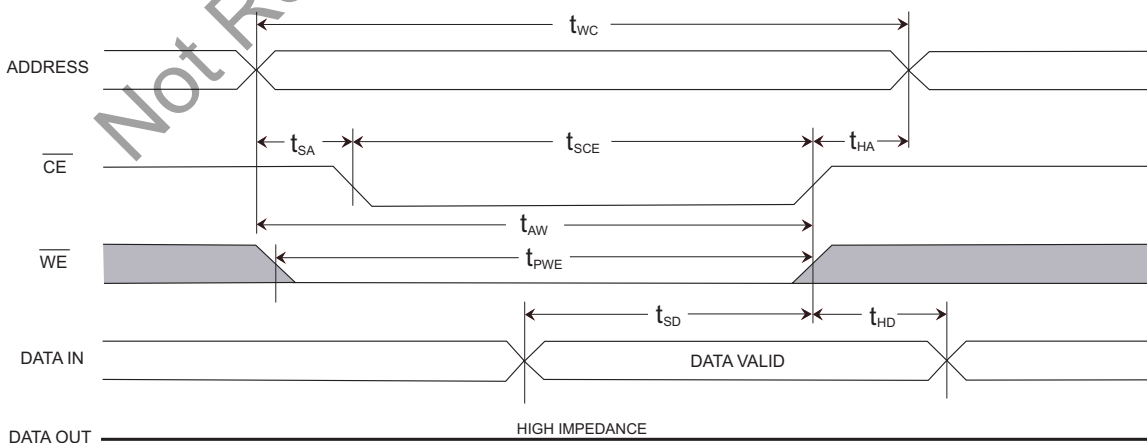 Not R
tWC
ADDRESS
tSA
tSCE
tHA
CE
tAW
WE
tPWE
tSD
tHD
DATA IN
DATA VALID
DATA OUT
HIGH IMPEDANCE